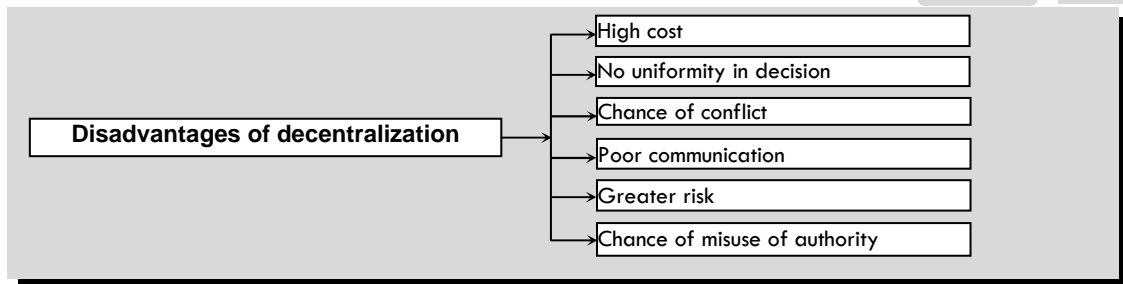 High cost
No uniformity in decision
Chance of conflict
Disadvantages of decentralization
Poor communication
Greater risk
Chance of misuse of authority